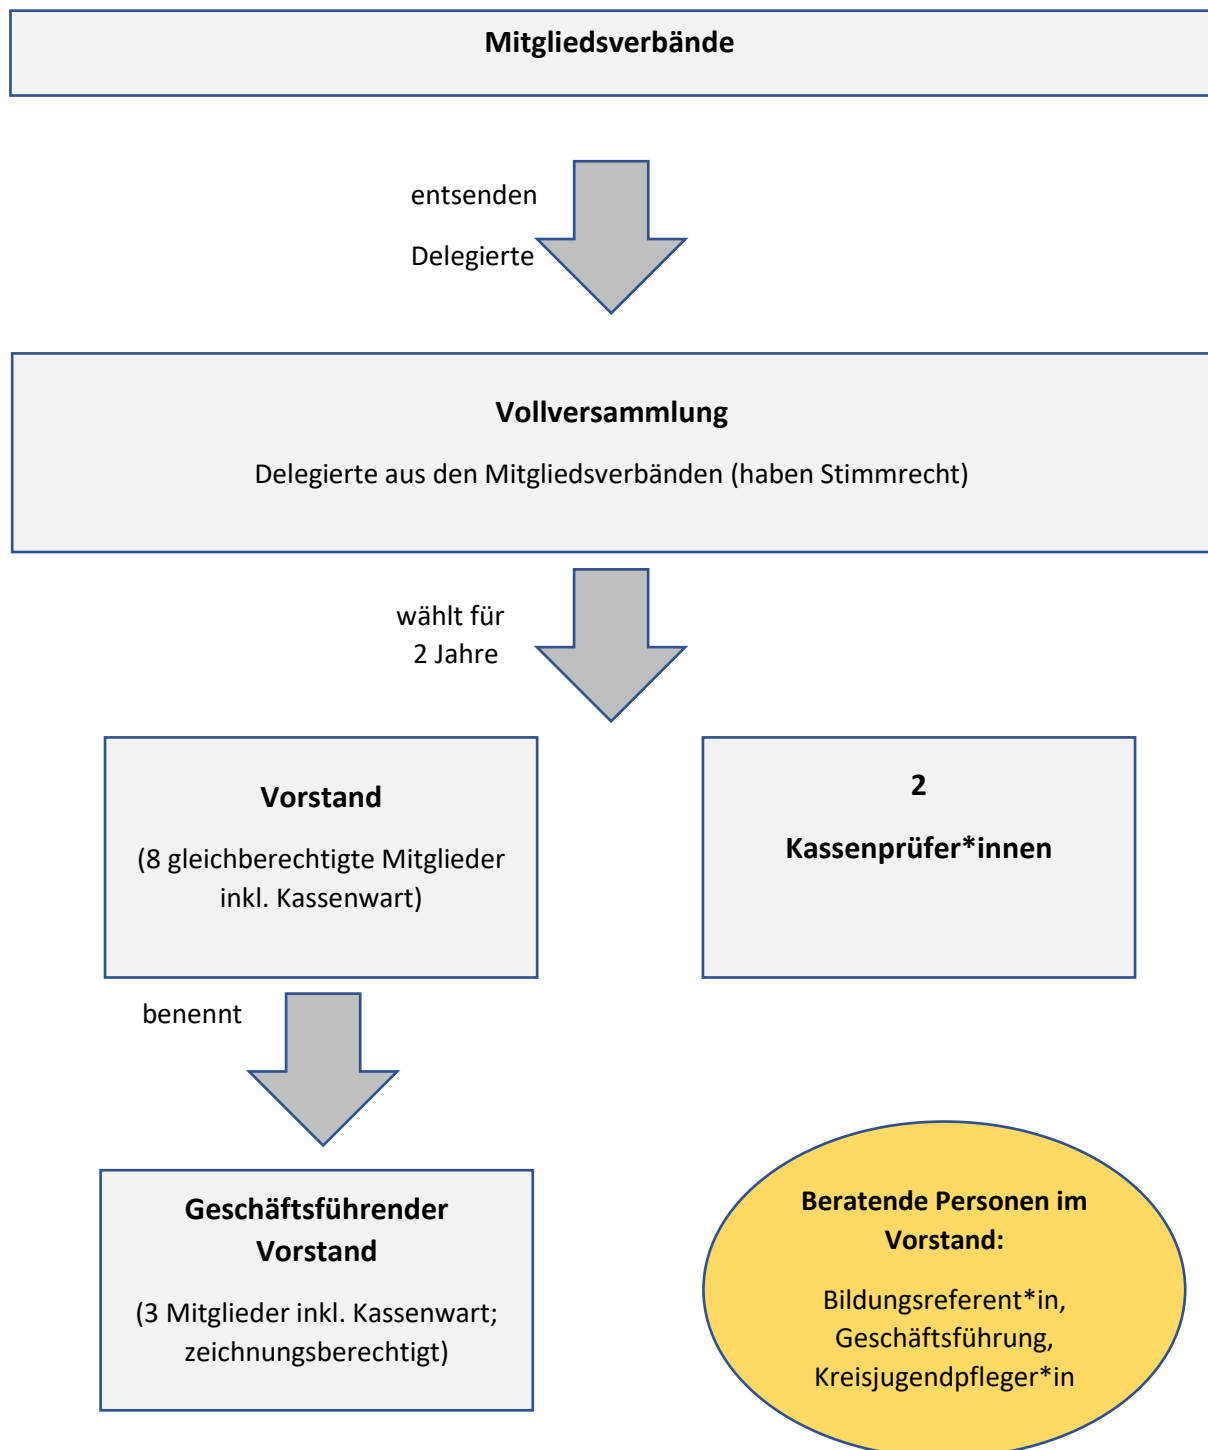 Mitgliedsverbände
entsenden
Delegierte
Vollversammlung
Delegierte aus den Mitgliedsverbänden (haben Stimmrecht)
wählt für
2 Jahre
Vorstand
(8 gleichberechtigte Mitglieder
inkl. Kassenwart)
2
Kassenprüfer*innen
benennt
Geschäftsführender
Vorstand
(3 Mitglieder inkl. Kassenwart;
zeichnungsberechtigt)
Beratende Personen im
Vorstand:
Bildungsreferent*in,
Geschäftsführung,
Kreisjugendpfleger*in